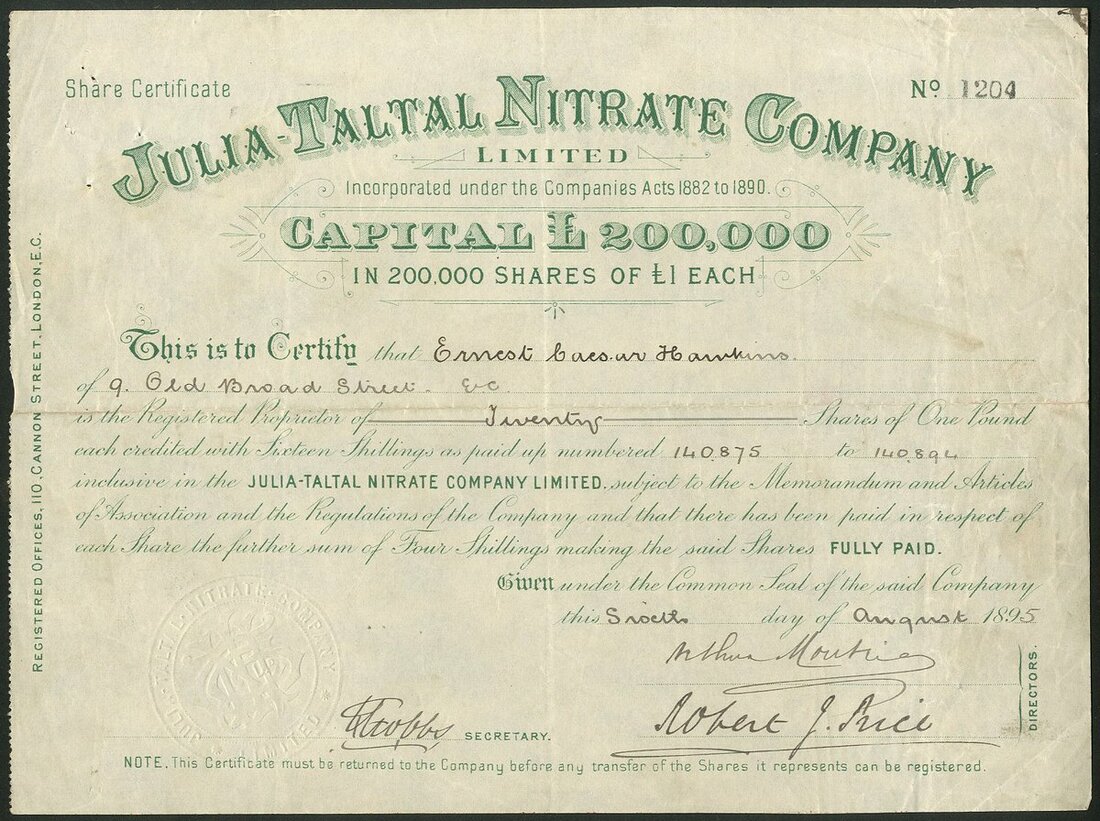 Share Certificate
No 1204
JULIA-TALTAL NITRATE COMPANY
LIMITED
Incorporated under the Companies Acts 1882 to 1890.
CAPITAL £200,000
IN 200,000 SHARES OF £1 EACH
This is to Certify that Ernest Caesar Hawkins.
of 9. Old Broad Street. E.C.
is the Registered Proprietor of Twenty Shares of One Pound
each credited with Sixteen Shillings as paid up numbered 140875 to 140,894
inclusive in the JULIA-TALTAL NITRATE COMPANY LIMITED, subject to the Memorandum and Articles
of Association and the Regulations of the Company and that there has been paid in respect of
each Share the further sum of Four Shillings making the said Shares FULLY PAID.
Given under the Common Seal of the said Company
this Sixth day of August 1895
Robert J. Price
DIRECTORS.
SECRETARY.
JULIA-TALTAL NITRATE COMPANY LIMITED
NOTE. This Certificate must be returned to the Company before any transfer of the Shares it represents can be registered.
REGISTERED OFFICES, 110, CANNON STREET, LONDON, E.C.